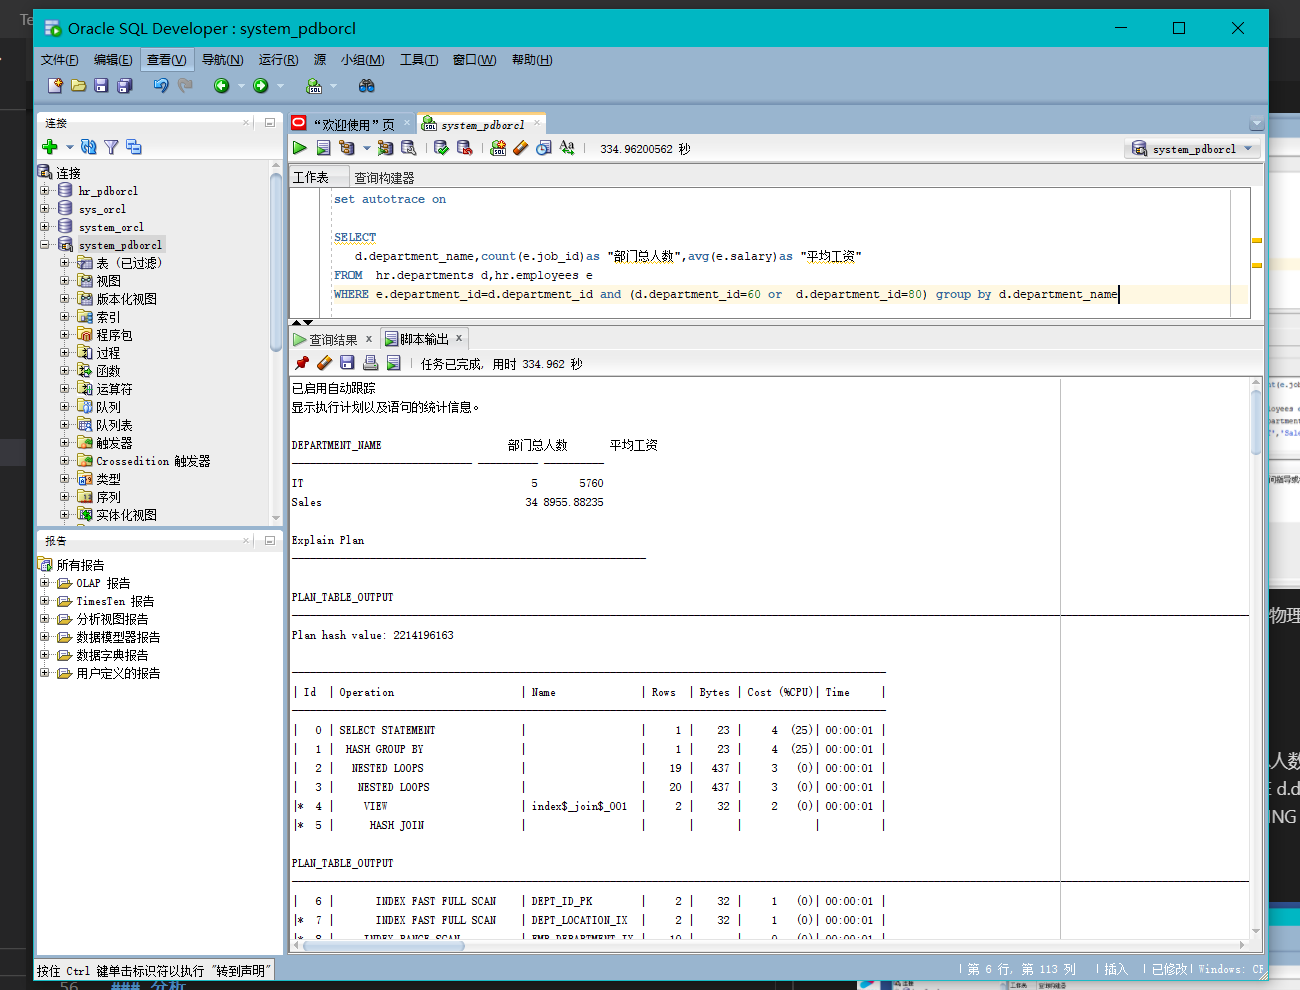 Oracle SQL Developer : system_pdborcl
文件(F) 编辑(E) 查看(V) 导航(N) 运行(R) 源 小组(M) 工具(T) 窗口(W) 帮助(H)
连接
连接
hr_pdborcl
sys_orcl
system_orcl
system_pdborcl
表 (已过滤)
视图
版本化视图
索引
程序包
过程
函数
运算符
队列
队列表
触发器
Crossedition 触发器
类型
序列
实体化视图
报告
所有报告
OLAP 报告
TimesTen 报告
分析视图报告
数据模型器报告
数据字典报告
用户定义的报告
“欢迎使用”页 system_pdborcl
334.96200562 秒 system_pdborcl
工作表 查询构建器
set autotrace on
SELECT
d.department_name,count(e.job_id)as "部门总人数",avg(e.salary)as "平均工资"
FROM hr.departments d,hr.employees e
WHERE e.department_id=d.department_id and (d.department_id=60 or d.department_id=80) group by d.department_name
查询结果 x 脚本输出 x
任务已完成, 用时 334.962 秒
已启用自动跟踪
显示执行计划以及语句的统计信息。
DEPARTMENT_NAME 部门总人数 平均工资
------------------------------ ---------- ----------
IT 5 5760
Sales 34 8955.88235
Explain Plan
-----------------------------------------------------------
PLAN_TABLE_OUTPUT
Plan hash value: 2214196163
| Id | Operation | Name | Rows | Bytes | Cost (%CPU)| Time |
| 0 | SELECT STATEMENT | | 1 | 23 | 4 (25)| 00:00:01 |
| 1 | HASH GROUP BY | | 1 | 23 | 4 (25)| 00:00:01 |
| 2 | NESTED LOOPS | | 19 | 437 | 3 (0)| 00:00:01 |
| 3 | NESTED LOOPS | | 20 | 437 | 3 (0)| 00:00:01 |
|* 4 | VIEW | index$_join$_001 | 2 | 32 | 2 (0)| 00:00:01 |
|* 5 | HASH JOIN | | | | | |
PLAN_TABLE_OUTPUT
| 6 | INDEX FAST FULL SCAN | DEPT_ID_PK | 2 | 32 | 1 (0)| 00:00:01 |
|* 7 | INDEX FAST FULL SCAN | DEPT_LOCATION_IX | 2 | 32 | 1 (0)| 00:00:01 |
|* 8 | INDEX RANGE SCAN | EMP_DEPARTMENT_IX | 10 | | 0 (0)| 00:00:01 |
按住 Ctrl 键单击标识符以执行 "转到声明"
| 第 6 行, 第 113 列 | 插入 | 已修改| Windows: CF
56 ### 分析